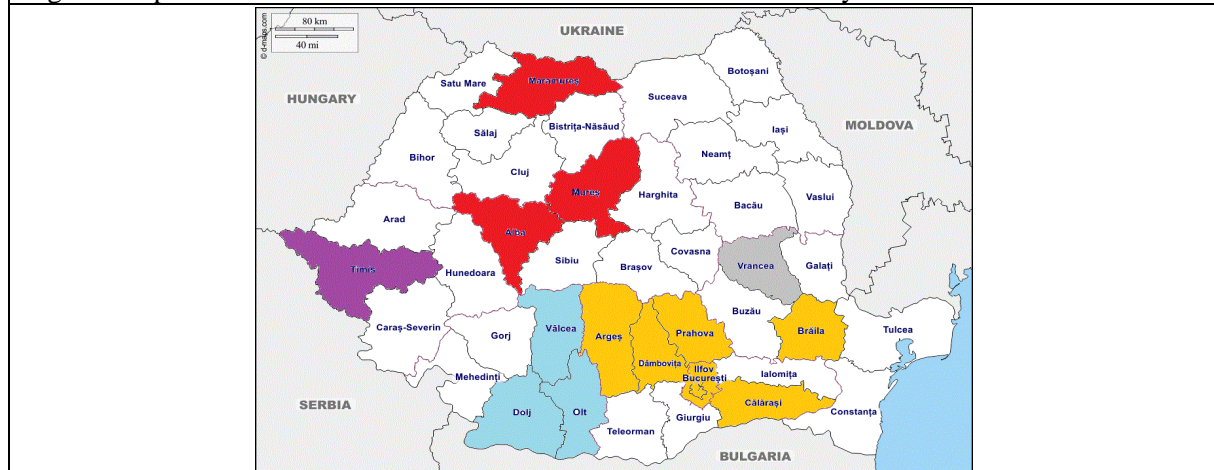 80 km
40 mi
© d-maps.com
UKRAINE
HUNGARY
MOLDOVA
SERBIA
BULGARIA
Satu Mare
Maramureș
Botoșani
Suceava
Sălaj
Bistrița-Năsăud
Iași
Bihor
Cluj
Neamț
Mureș
Harghita
Bacău
Vaslui
Arad
Alba
Timiș
Hunedoara
Sibiu
Brașov
Covasna
Vrancea
Galați
Caraș-Severin
Gorj
Vâlcea
Argeș
Prahova
Buzău
Brăila
Tulcea
Dâmbovița
Ilfov
București
Ialomița
Mehedinți
Dolj
Olt
Călărași
Constanța
Giurgiu
Teleorman